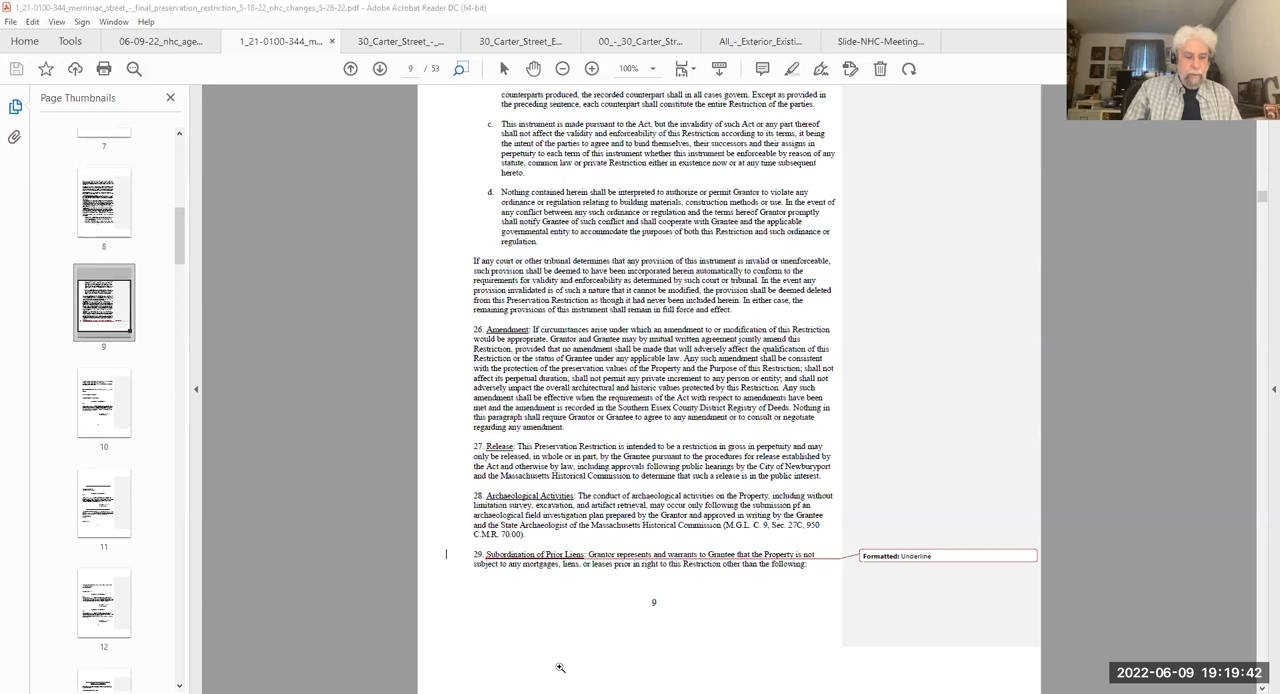 1_21-0100-344_merrimac_street_-_final_preservation_restriction_5-18-22_nhc_changes_5-26-22.pdf - Adobe Acrobat Reader DC (64-bit)
File Edit View Sign Window Help
Home Tools 06-09-22_nhc_age... 1_21-0100-344_m... × 30_Carter_Street_-_... 30_Carter_Street_E... 00_-_30_Carter_Str... All_-_Exterior_Existi... Slide-NHC-Meeting...
9 / 53 100%
Page Thumbnails
7
8
9
10
11
12
counterparts produced, the recorded counterpart shall in all cases govern. Except as provided in
the preceding sentence, each counterpart shall constitute the entire Restriction of the parties.
c. This instrument is made pursuant to the Act, but the invalidity of such Act or any part thereof
shall not affect the validity and enforceability of this Restriction according to its terms, it being
the intent of the parties to agree and to bind themselves, their successors and their assigns in
perpetuity to each term of this instrument whether this instrument be enforceable by reason of any
statute, common law or private Restriction either in existence now or at any time subsequent
hereto.
d. Nothing contained herein shall be interpreted to authorize or permit Grantor to violate any
ordinance or regulation relating to building materials, construction methods or use. In the event of
any conflict between any such ordinance or regulation and the terms hereof Grantor promptly
shall notify Grantee of such conflict and shall cooperate with Grantee and the applicable
governmental entity to accommodate the purposes of both this Restriction and such ordinance or
regulation.
If any court or other tribunal determines that any provision of this instrument is invalid or unenforceable,
such provision shall be deemed to have been incorporated herein automatically to conform to the
requirements for validity and enforceability as determined by such court or tribunal. In the event any
provision invalidated is of such a nature that it cannot be modified, the provision shall be deemed deleted
from this Preservation Restriction as though it had never been included herein. In either case, the
remaining provisions of this instrument shall remain in full force and effect.
26. Amendment: If circumstances arise under which an amendment to or modification of this Restriction
would be appropriate, Grantor and Grantee may by mutual written agreement jointly amend this
Restriction, provided that no amendment shall be made that will adversely affect the qualification of this
Restriction or the status of Grantee under any applicable law. Any such amendment shall be consistent
with the protection of the preservation values of the Property and the Purpose of this Restriction; shall not
affect its perpetual duration; shall not permit any private increment to any person or entity; and shall not
adversely impact the overall architectural and historic values protected by this Restriction. Any such
amendment shall be effective when the requirements of the Act with respect to amendments have been
met and the amendment is recorded in the Southern Essex County District Registry of Deeds. Nothing in
this paragraph shall require Grantor or Grantee to agree to any amendment or to consult or negotiate
regarding any amendment.
27. Release: This Preservation Restriction is intended to be a restriction in gross in perpetuity and may
only be released, in whole or in part, by the Grantee pursuant to the procedures for release established by
the Act and otherwise by law, including approvals following public hearings by the City of Newburyport
and the Massachusetts Historical Commission to determine that such a release is in the public interest.
28. Archaeological Activities: The conduct of archaeological activities on the Property, including without
limitation survey, excavation, and artifact retrieval, may occur only following the submission pf an
archaeological field investigation plan prepared by the Grantor and approved in writing by the Grantee
and the State Archaeologist of the Massachusetts Historical Commission (M.G.L. C. 9, Sec. 27C, 950
C.M.R. 70.00).
29. Subordination of Prior Liens: Grantor represents and warrants to Grantee that the Property is not
subject to any mortgages, liens, or leases prior in right to this Restriction other than the following:
Formatted: Underline
9
2022-06-09 19:19:42